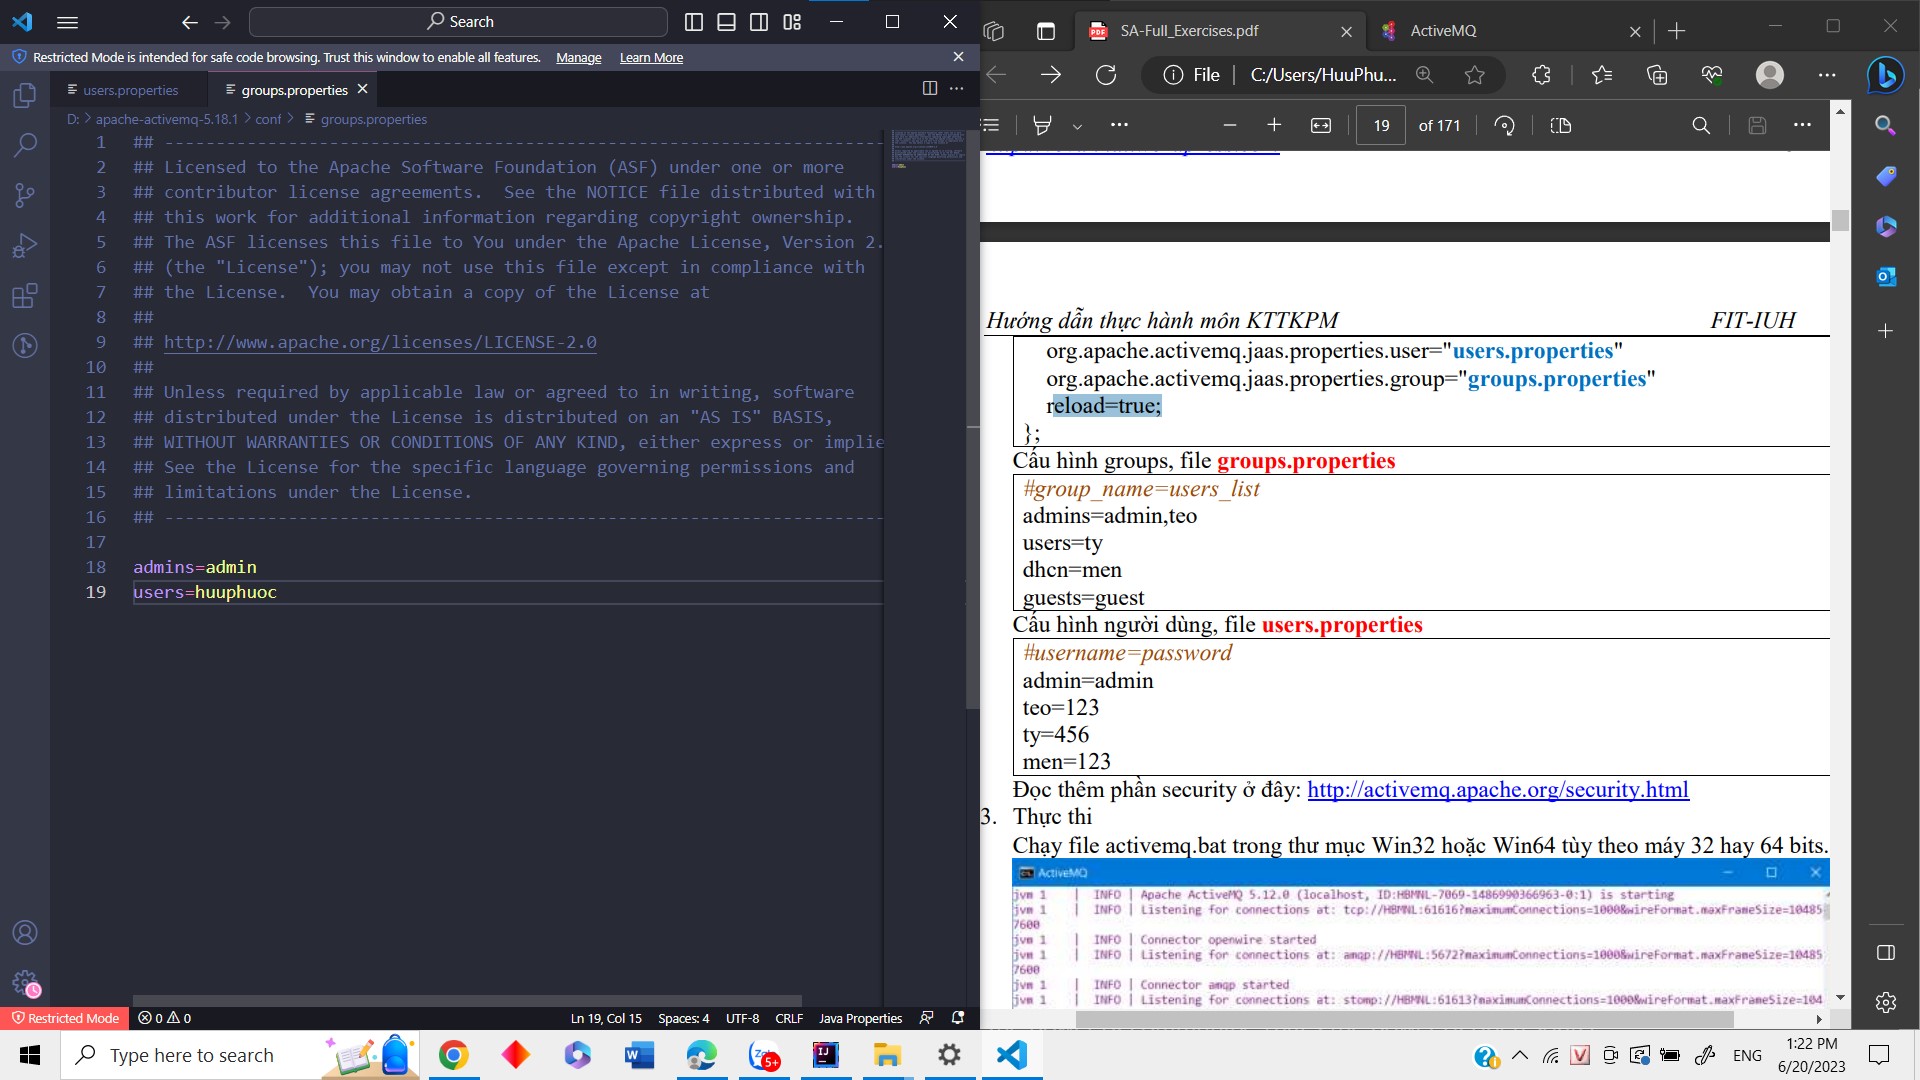 Search
Restricted Mode is intended for safe code browsing. Trust this window to enable all features. Manage Learn More
users.properties
groups.properties
D: > apache-activemq-5.18.1 > conf > groups.properties
1 ## -----------------------------------------------------------------------
2 ## Licensed to the Apache Software Foundation (ASF) under one or more
3 ## contributor license agreements.  See the NOTICE file distributed with
4 ## this work for additional information regarding copyright ownership.
5 ## The ASF licenses this file to You under the Apache License, Version 2.
6 ## (the "License"); you may not use this file except in compliance with
7 ## the License.  You may obtain a copy of the License at
8 ##
9 ## http://www.apache.org/licenses/LICENSE-2.0
10 ##
11 ## Unless required by applicable law or agreed to in writing, software
12 ## distributed under the License is distributed on an "AS IS" BASIS,
13 ## WITHOUT WARRANTIES OR CONDITIONS OF ANY KIND, either express or implie
14 ## See the License for the specific language governing permissions and
15 ## limitations under the License.
16 ## -----------------------------------------------------------------------
17
18 admins=admin
19 users=huuphuoc
Restricted Mode
0 0
Ln 19, Col 15
Spaces: 4
UTF-8
CRLF
Java Properties
SA-Full_Exercises.pdf
ActiveMQ
File | C:/Users/HuuPhu...
19 of 171
Hướng dẫn thực hành môn KTTKPM FIT-IUH
org.apache.activemq.jaas.properties.user="users.properties"
org.apache.activemq.jaas.properties.group="groups.properties"
reload=true;
};
Cấu hình groups, file groups.properties
#group_name=users_list
admins=admin,teo
users=ty
dhcn=men
guests=guest
Cấu hình người dùng, file users.properties
#username=password
admin=admin
teo=123
ty=456
men=123
Đọc thêm phần security ở đây: http://activemq.apache.org/security.html
3. Thực thi
Chạy file activemq.bat trong thư mục Win32 hoặc Win64 tùy theo máy 32 hay 64 bits.
ActiveMQ
jvm 1 | INFO | Apache ActiveMQ 5.12.0 (localhost, ID:HBMNL-7069-1486990366963-0:1) is starting
jvm 1 | INFO | Listening for connections at: tcp://HBMNL:61616?maximumConnections=1000&wireFormat.maxFrameSize=10485
7600
jvm 1 | INFO | Connector openwire started
jvm 1 | INFO | Listening for connections at: amqp://HBMNL:5672?maximumConnections=1000&wireFormat.maxFrameSize=10485
7600
jvm 1 | INFO | Connector amqp started
jvm 1 | INFO | Listening for connections at: stomp://HBMNL:61613?maximumConnections=1000&wireFormat.maxFrameSize=104
Type here to search
5+
ENG
1:22 PM
6/20/2023